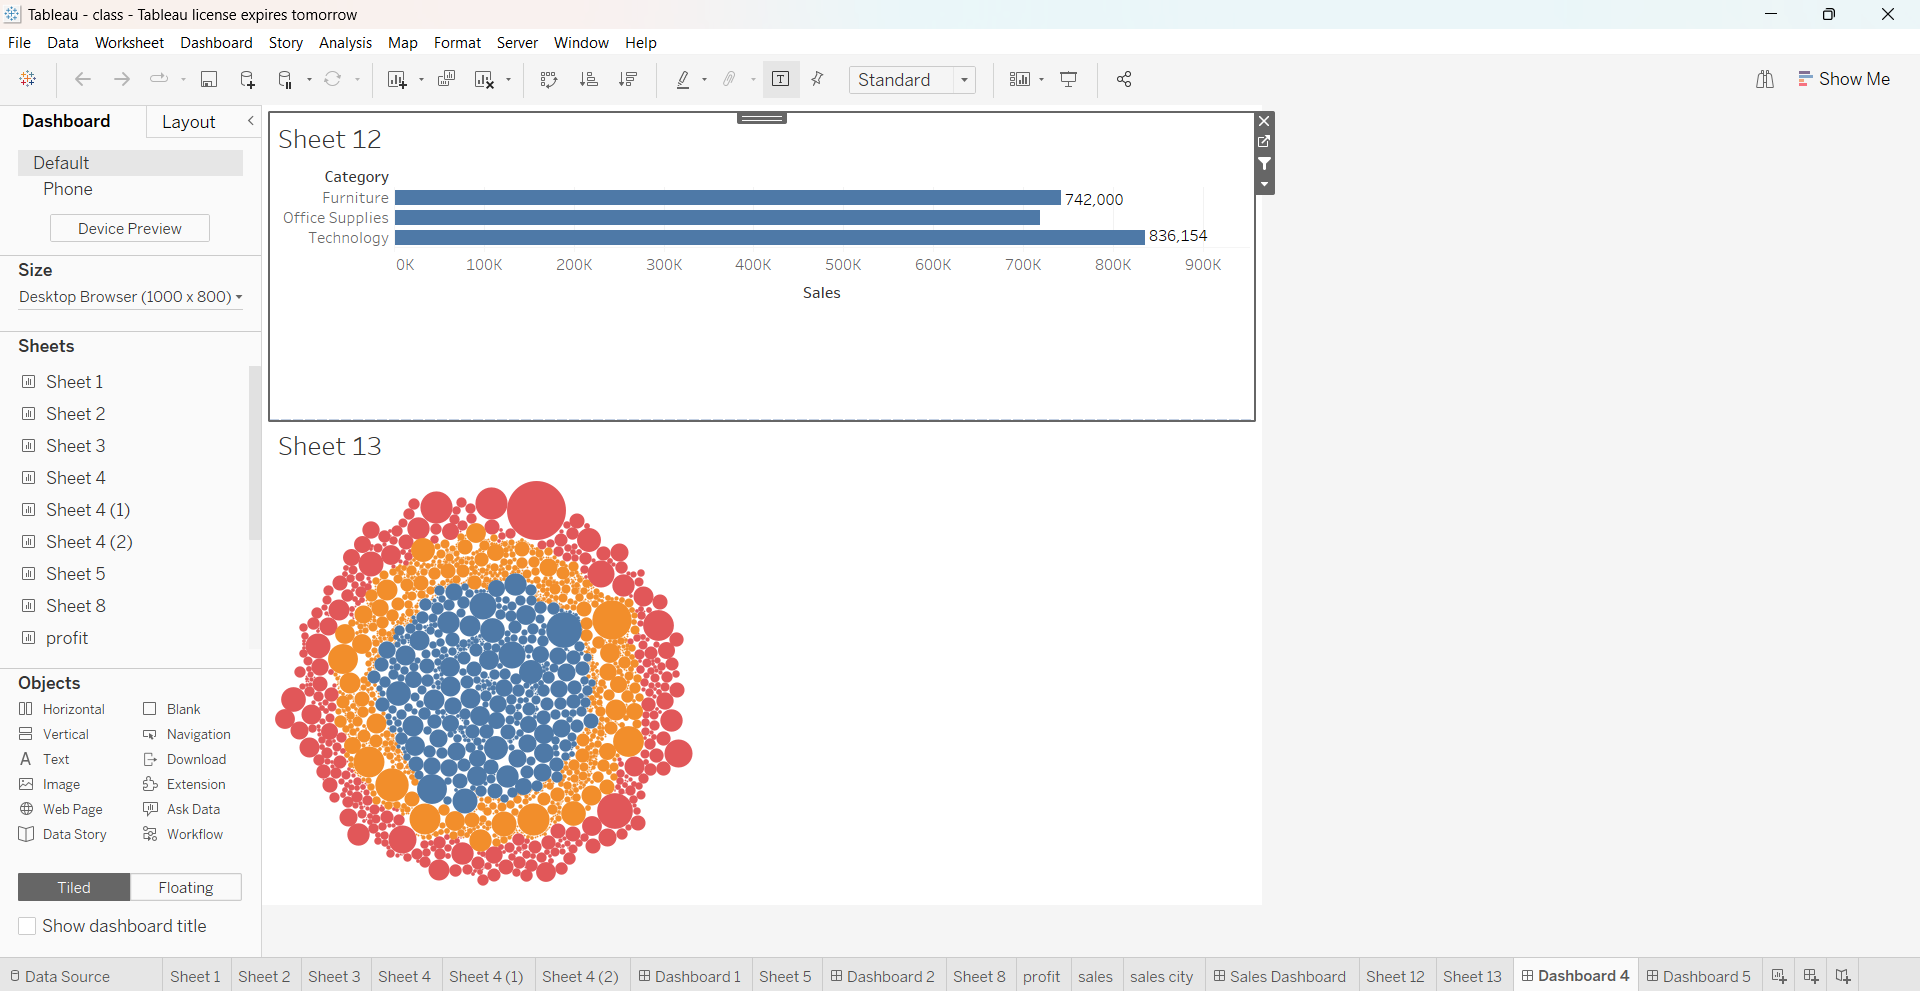 Tableau - class - Tableau license expires tomorrow
File Data Worksheet Dashboard Story Analysis Map Format Server Window Help
Standard
Show Me
Dashboard Layout
Default
Phone
Device Preview
Size
Desktop Browser (1000 x 800)
Sheets
Sheet 1
Sheet 2
Sheet 3
Sheet 4
Sheet 4 (1)
Sheet 4 (2)
Sheet 5
Sheet 8
profit
Objects
Horizontal Blank
Vertical Navigation
A Text Download
Image Extension
Web Page Ask Data
Data Story Workflow
Tiled Floating
Show dashboard title
Sheet 12
Category
Furniture 742,000
Office Supplies
Technology 836,154
0K 100K 200K 300K 400K 500K 600K 700K 800K 900K
Sales
Sheet 13
Data Source Sheet 1 Sheet 2 Sheet 3 Sheet 4 Sheet 4 (1) Sheet 4 (2) Dashboard 1 Sheet 5 Dashboard 2 Sheet 8 profit sales sales city Sales Dashboard Sheet 12 Sheet 13 Dashboard 4 Dashboard 5